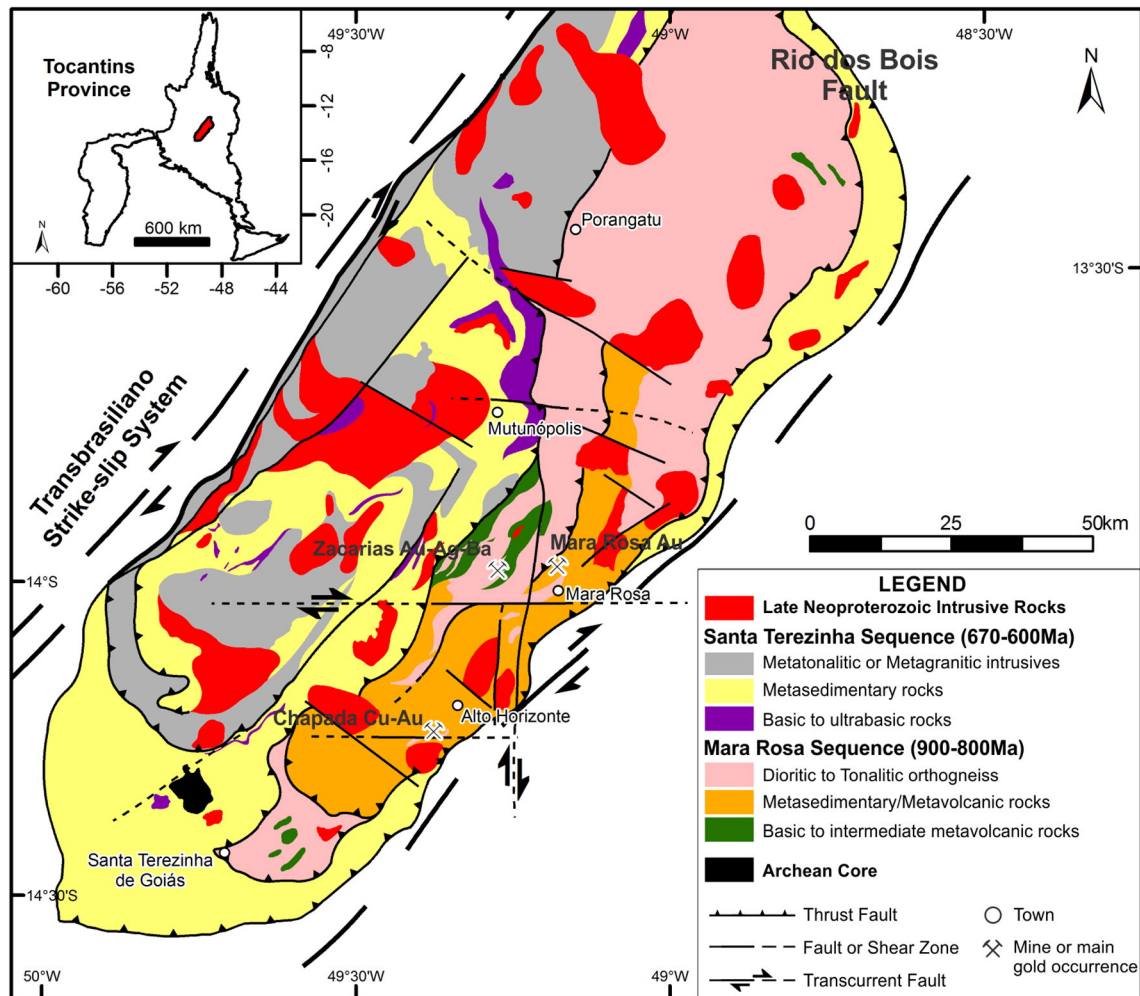 49°30'W
49°W
48°30'W
Tocantins
Province
N
600 km
-8
-12
-16
-20
-60
-56
-52
-48
-44
Rio dos Bois
Fault
N
Porangatu
13°30'S
Transbrasiliano
Strike-slip System
Mutunópolis
0
25
50km
Zacarias Au-Ag-Ba
Mara Rosa Au
14°S
Mara Rosa
Chapada Cu-Au
Alto Horizonte
Santa Terezinha
de Goiás
14°30'S
50°W
49°30'W
49°W
LEGEND
Late Neoproterozoic Intrusive Rocks
Santa Terezinha Sequence (670-600Ma)
Metatonalitic or Metagranitic intrusives
Metasedimentary rocks
Basic to ultrabasic rocks
Mara Rosa Sequence (900-800Ma)
Dioritic to Tonalitic orthogneiss
Metasedimentary/Metavolcanic rocks
Basic to intermediate metavolcanic rocks
Archean Core
Thrust Fault
Town
Fault or Shear Zone
Mine or main
gold occurrence
Transcurrent Fault